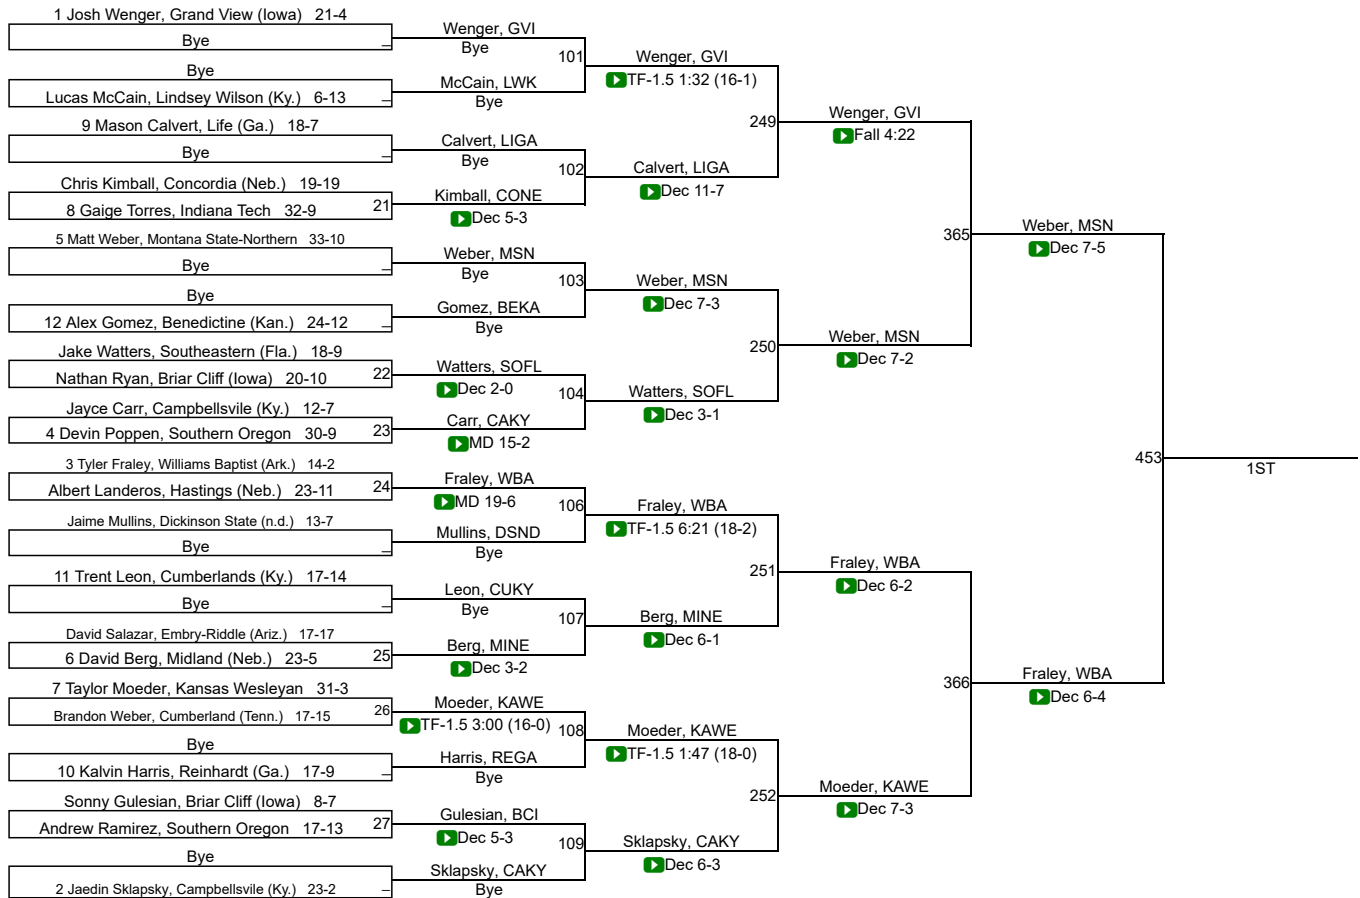 1 Josh Wenger, Grand View (Iowa) 21-4
Bye _
Bye
Lucas McCain, Lindsey Wilson (Ky.) 6-13 _
9 Mason Calvert, Life (Ga.) 18-7
Bye _
Chris Kimball, Concordia (Neb.) 19-19
8 Gaige Torres, Indiana Tech 32-9 21
5 Matt Weber, Montana State-Northern 33-10
Bye _
Bye
12 Alex Gomez, Benedictine (Kan.) 24-12 _
Jake Watters, Southeastern (Fla.) 18-9
Nathan Ryan, Briar Cliff (Iowa) 20-10 22
Jayce Carr, Campbellsvile (Ky.) 12-7
4 Devin Poppen, Southern Oregon 30-9 23
3 Tyler Fraley, Williams Baptist (Ark.) 14-2
Albert Landeros, Hastings (Neb.) 23-11 24
Jaime Mullins, Dickinson State (n.d.) 13-7
Bye _
11 Trent Leon, Cumberlands (Ky.) 17-14
Bye _
David Salazar, Embry-Riddle (Ariz.) 17-17
6 David Berg, Midland (Neb.) 23-5 25
7 Taylor Moeder, Kansas Wesleyan 31-3
Brandon Weber, Cumberland (Tenn.) 17-15 26
Bye
10 Kalvin Harris, Reinhardt (Ga.) 17-9 _
Sonny Gulesian, Briar Cliff (Iowa) 8-7
Andrew Ramirez, Southern Oregon 17-13 27
Bye
2 Jaedin Sklapsky, Campbellsvile (Ky.) 23-2 _
Wenger, GVI
Bye
101
McCain, LWK
Bye
Calvert, LIGA
Bye
102
Kimball, CONE
Dec 5-3
Weber, MSN
Bye
103
Gomez, BEKA
Bye
Watters, SOFL
Dec 2-0
104
Carr, CAKY
MD 15-2
Fraley, WBA
MD 19-6
106
Mullins, DSND
Bye
Leon, CUKY
Bye
107
Berg, MINE
Dec 3-2
Moeder, KAWE
TF-1.5 3:00 (16-0)
108
Harris, REGA
Bye
Gulesian, BCI
Dec 5-3
109
Sklapsky, CAKY
Bye
Wenger, GVI
TF-1.5 1:32 (16-1)
249
Calvert, LIGA
Dec 11-7
Weber, MSN
Dec 7-3
250
Watters, SOFL
Dec 3-1
Fraley, WBA
TF-1.5 6:21 (18-2)
251
Berg, MINE
Dec 6-1
Moeder, KAWE
TF-1.5 1:47 (18-0)
252
Sklapsky, CAKY
Dec 6-3
Wenger, GVI
Fall 4:22
365
Weber, MSN
Dec 7-2
Fraley, WBA
Dec 6-2
366
Moeder, KAWE
Dec 7-3
Weber, MSN
Dec 7-5
453
Fraley, WBA
Dec 6-4
1ST